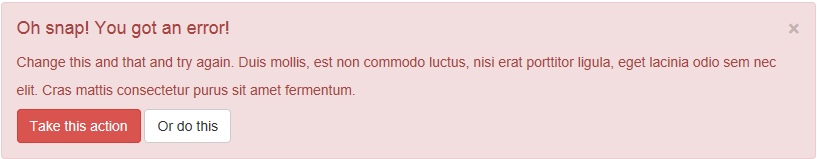 Oh snap! You got an error!
×
Change this and that and try again. Duis mollis, est non commodo luctus, nisi erat porttitor ligula, eget lacinia odio sem nec
elit. Cras mattis consectetur purus sit amet fermentum.
Take this action Or do this